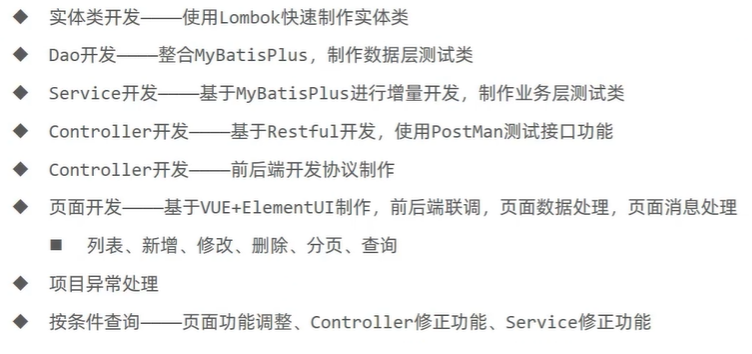 ◆ 实体类开发————使用Lombok快速制作实体类
◆ Dao开发————整合MyBatisPlus，制作数据层测试类
◆ Service开发————基于MyBatisPlus进行增量开发，制作业务层测试类
◆ Controller开发————基于Restful开发，使用PostMan测试接口功能
◆ Controller开发————前后端开发协议制作
◆ 页面开发————基于VUE+ElementUI制作，前后端联调，页面数据处理，页面消息处理
■ 列表、新增、修改、删除、分页、查询
◆ 项目异常处理
◆ 按条件查询————页面功能调整、Controller修正功能、Service修正功能